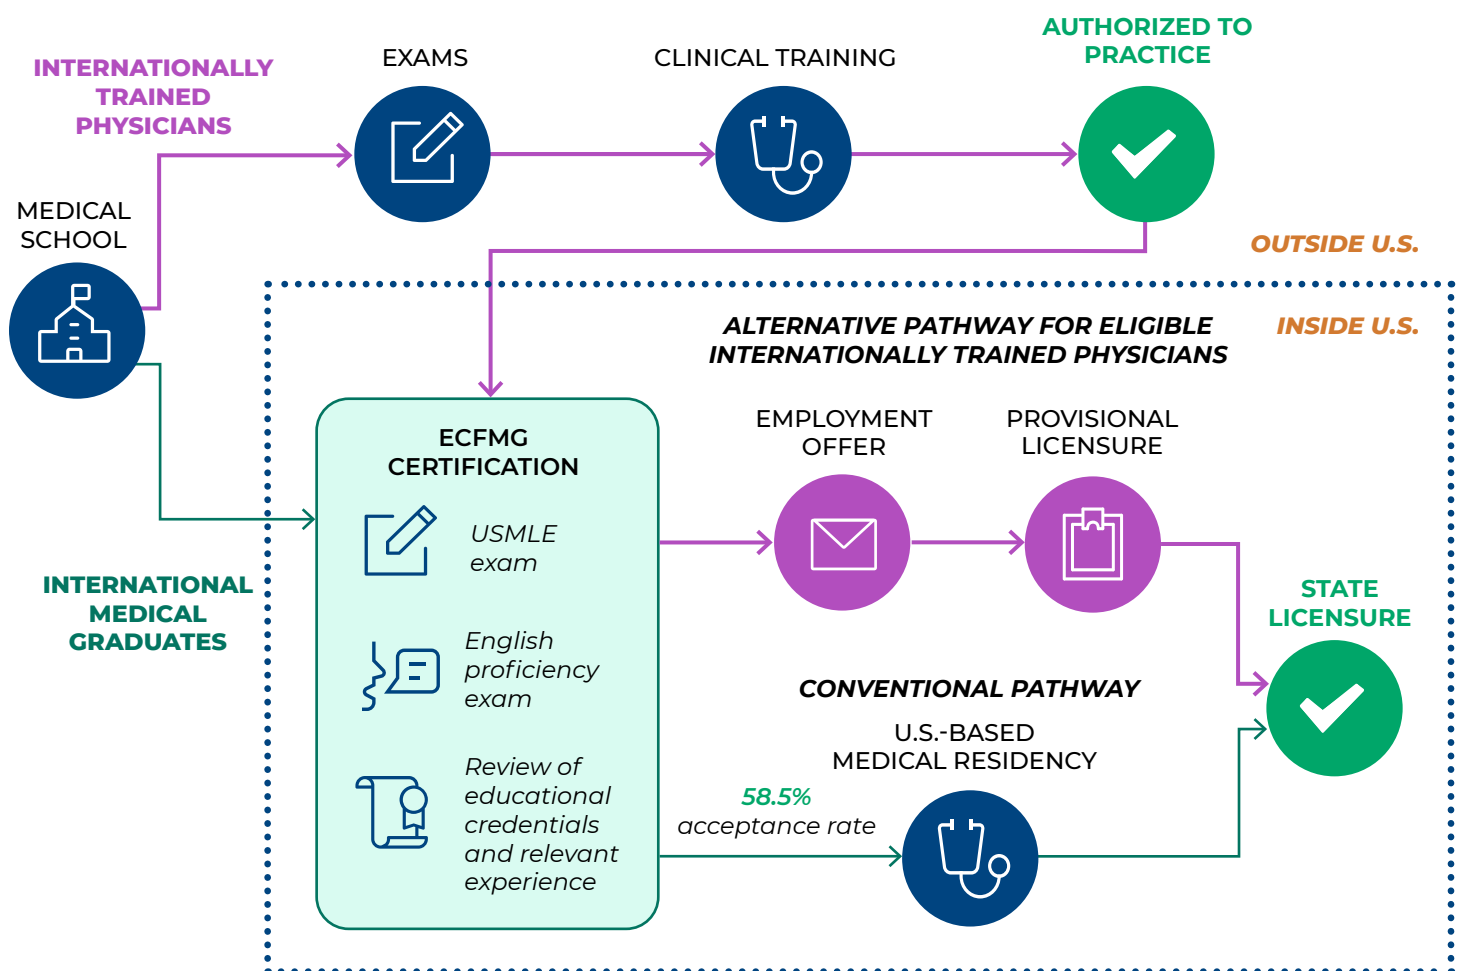 INTERNATIONALLY
TRAINED
PHYSICIANS
EXAMS
CLINICAL TRAINING
AUTHORIZED TO
PRACTICE
MEDICAL
SCHOOL
OUTSIDE U.S.
INSIDE U.S.
ALTERNATIVE PATHWAY FOR ELIGIBLE
INTERNATIONALLY TRAINED PHYSICIANS
ECFMG
CERTIFICATION
USMLE
exam
English
proficiency
exam
Review of
educational
credentials
and relevant
experience
EMPLOYMENT
OFFER
PROVISIONAL
LICENSURE
INTERNATIONAL
MEDICAL
GRADUATES
STATE
LICENSURE
CONVENTIONAL PATHWAY
U.S.-BASED
MEDICAL RESIDENCY
58.5%
acceptance rate